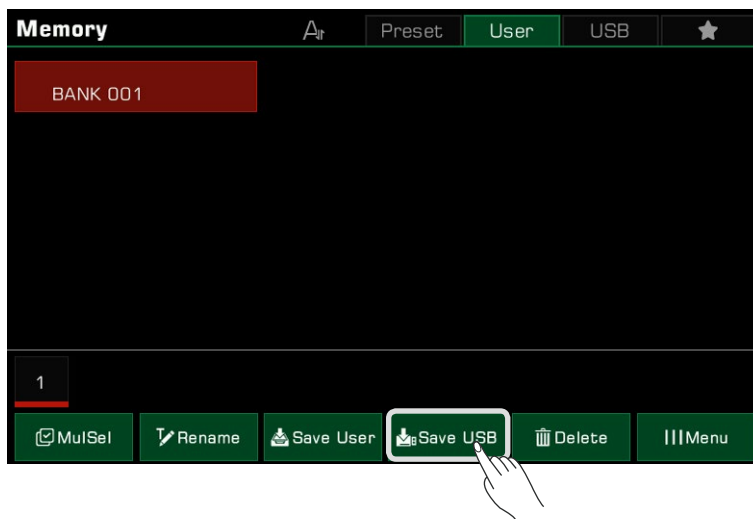 Memory Preset User USB
BANK 001
1
MulSel Rename Save User Save USB Delete Menu